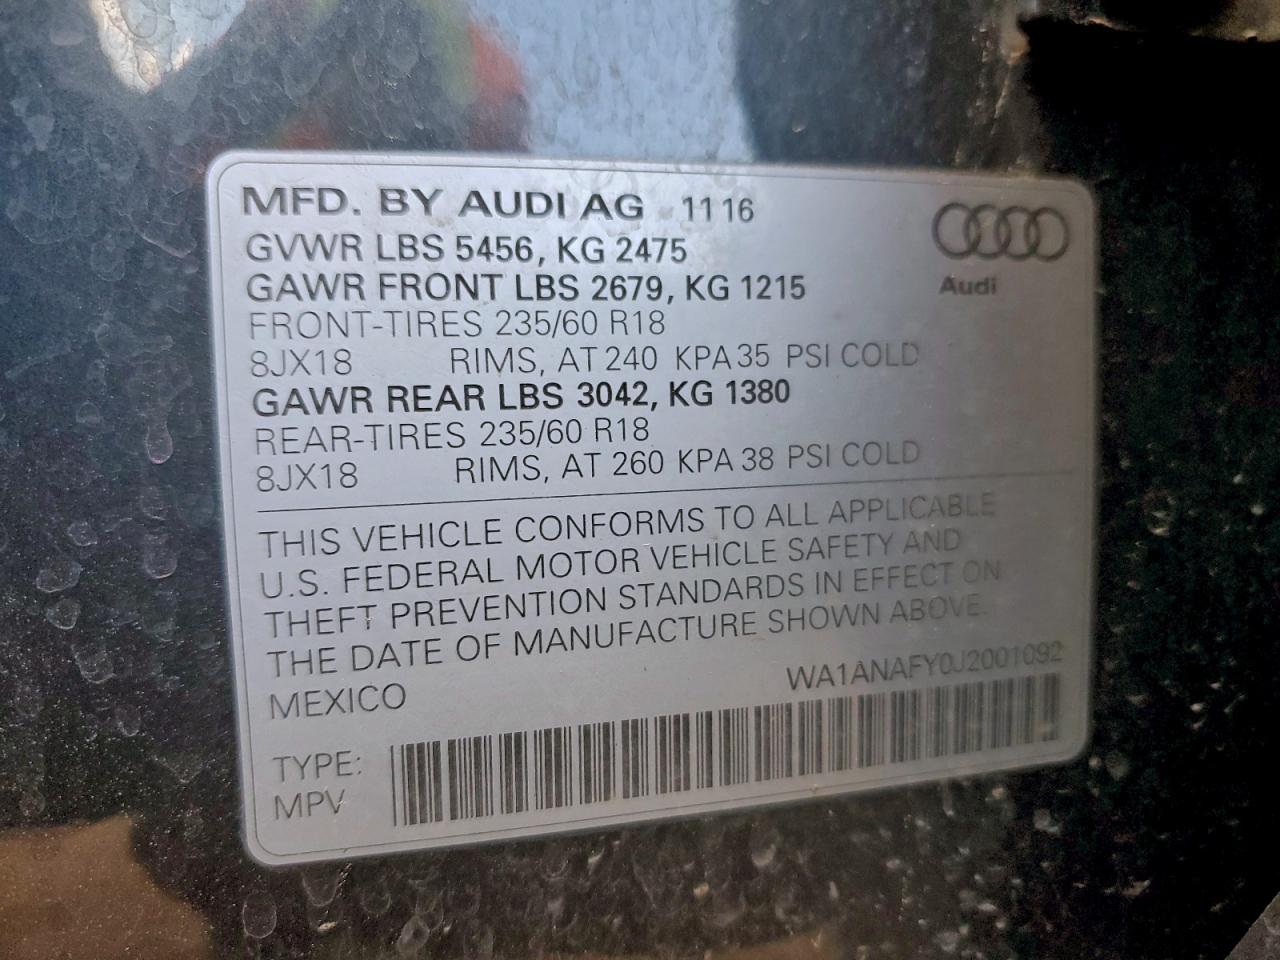 MFD. BY AUDI AG 11 16
GVWR LBS 5456, KG 2475
GAWR FRONT LBS 2679, KG 1215
FRONT-TIRES 235/60 R18
8JX18 RIMS, AT 240 KPA 35 PSI COLD
GAWR REAR LBS 3042, KG 1380
REAR-TIRES 235/60 R18
8JX18 RIMS, AT 260 KPA 38 PSI COLD
Audi
THIS VEHICLE CONFORMS TO ALL APPLICABLE
U.S. FEDERAL MOTOR VEHICLE SAFETY AND
THEFT PREVENTION STANDARDS IN EFFECT ON
THE DATE OF MANUFACTURE SHOWN ABOVE.
MEXICO WA1ANAFY0J2001092
TYPE:
MPV